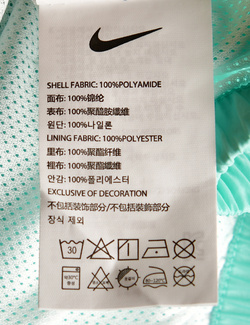 SHELL FABRIC: 100%POLYAMIDE
面布: 100%锦纶
表布: 100%聚醯胺纖維
원단: 100%나일론
LINING FABRIC: 100%POLYESTER
里布: 100%聚酯纤维
裡布: 100%聚酯纖維
안감: 100%폴리에스터
EXCLUSIVE OF DECORATION
不包括装饰部分/不包括裝飾部分
장식 제외
30